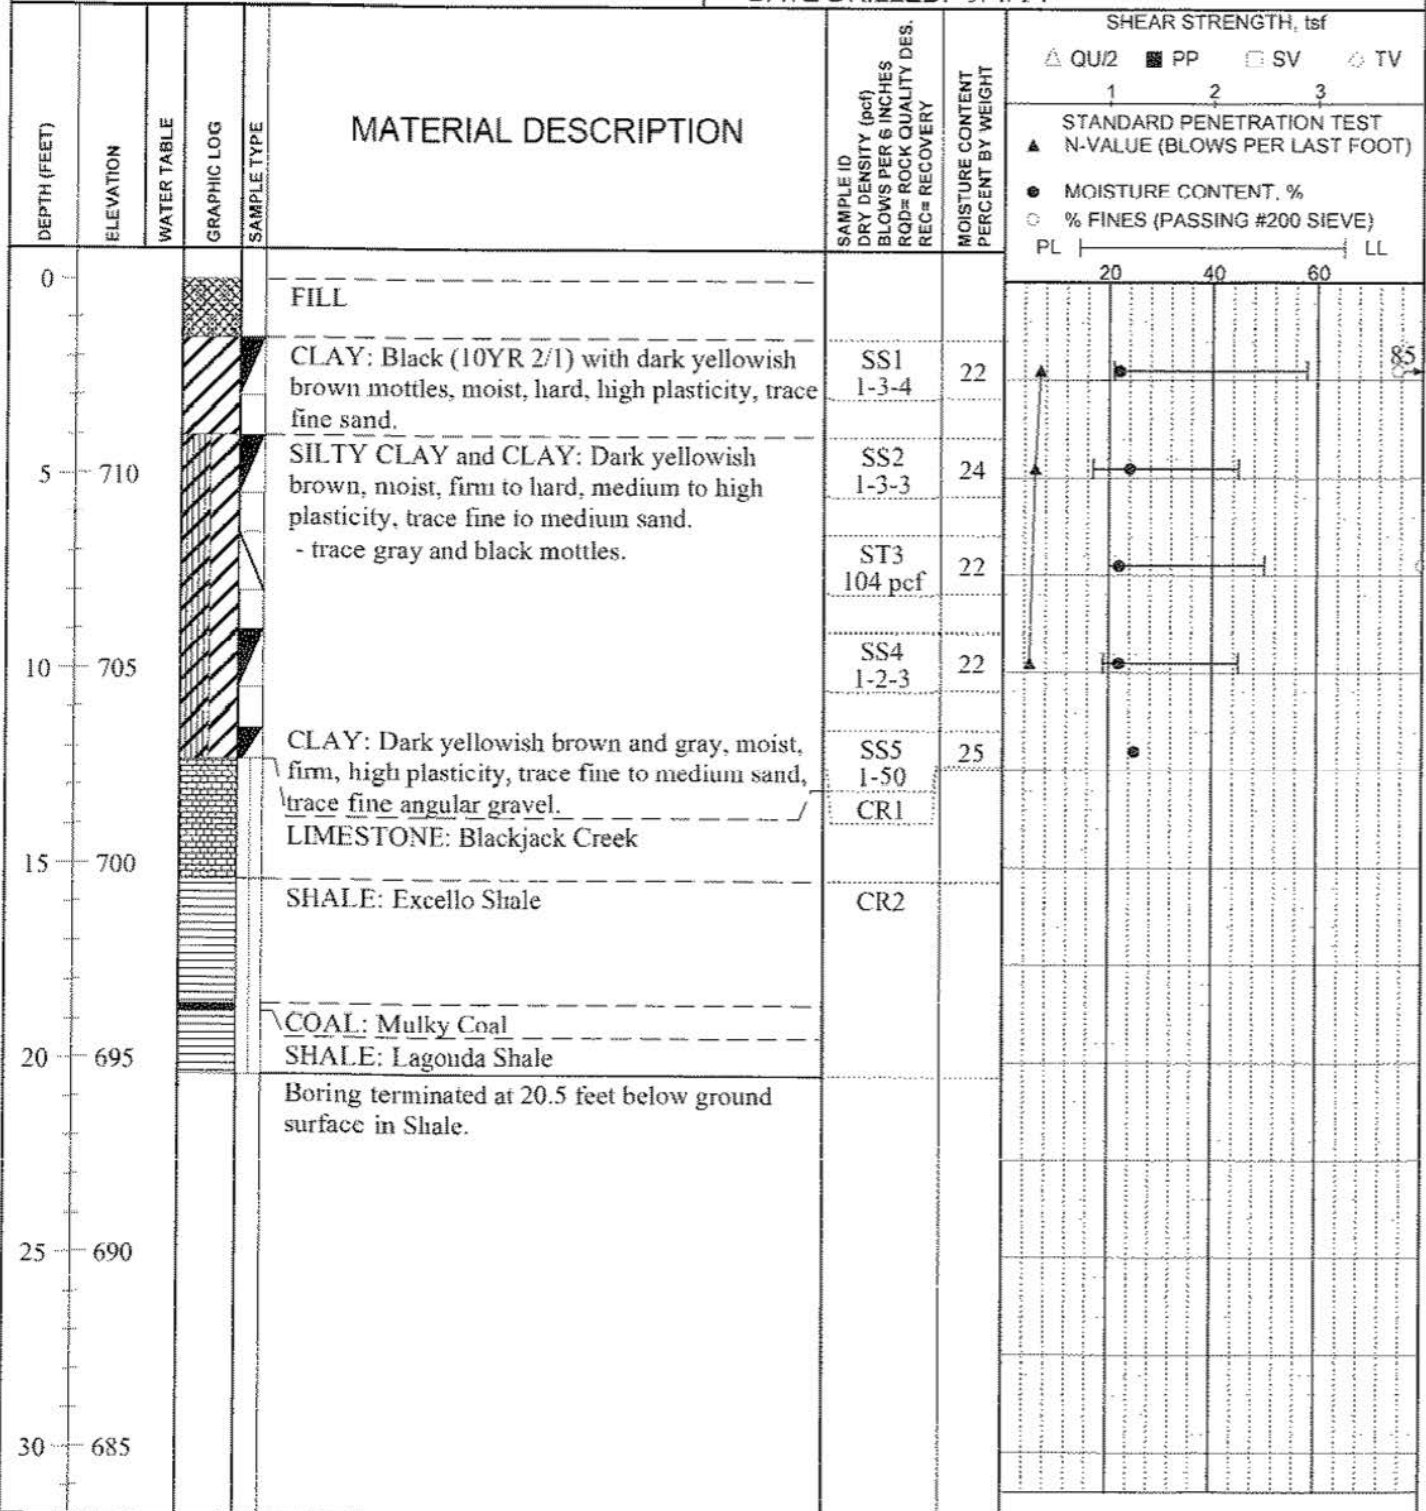 DEPTH (FEET)
ELEVATION
WATER TABLE
GRAPHIC LOG
SAMPLE TYPE
MATERIAL DESCRIPTION
SAMPLE ID
DRY DENSITY (pcf)
BLOWS PER 6 INCHES
RQD= ROCK QUALITY DES.
REC= RECOVERY
MOISTURE CONTENT
PERCENT BY WEIGHT
SHEAR STRENGTH, tsf
QU/2 PP SV TV
1 2 3
STANDARD PENETRATION TEST
N-VALUE (BLOWS PER LAST FOOT)
MOISTURE CONTENT, %
% FINES (PASSING #200 SIEVE)
PL LL
20 40 60
0
FILL
CLAY: Black (10YR 2/1) with dark yellowish
brown mottles, moist, hard, high plasticity, trace
fine sand.
SS1
1-3-4
22
85
5 710
SILTY CLAY and CLAY: Dark yellowish
brown, moist, firm to hard, medium to high
plasticity, trace fine to medium sand.
- trace gray and black mottles.
SS2
1-3-3
24
ST3
104 pcf
22
10 705
SS4
1-2-3
22
CLAY: Dark yellowish brown and gray, moist,
firm, high plasticity, trace fine to medium sand,
trace fine angular gravel.
SS5
1-50
25
CR1
LIMESTONE: Blackjack Creek
15 700
SHALE: Excello Shale
CR2
COAL: Mulky Coal
20 695
SHALE: Lagonda Shale
Boring terminated at 20.5 feet below ground
surface in Shale.
25 690
30 685